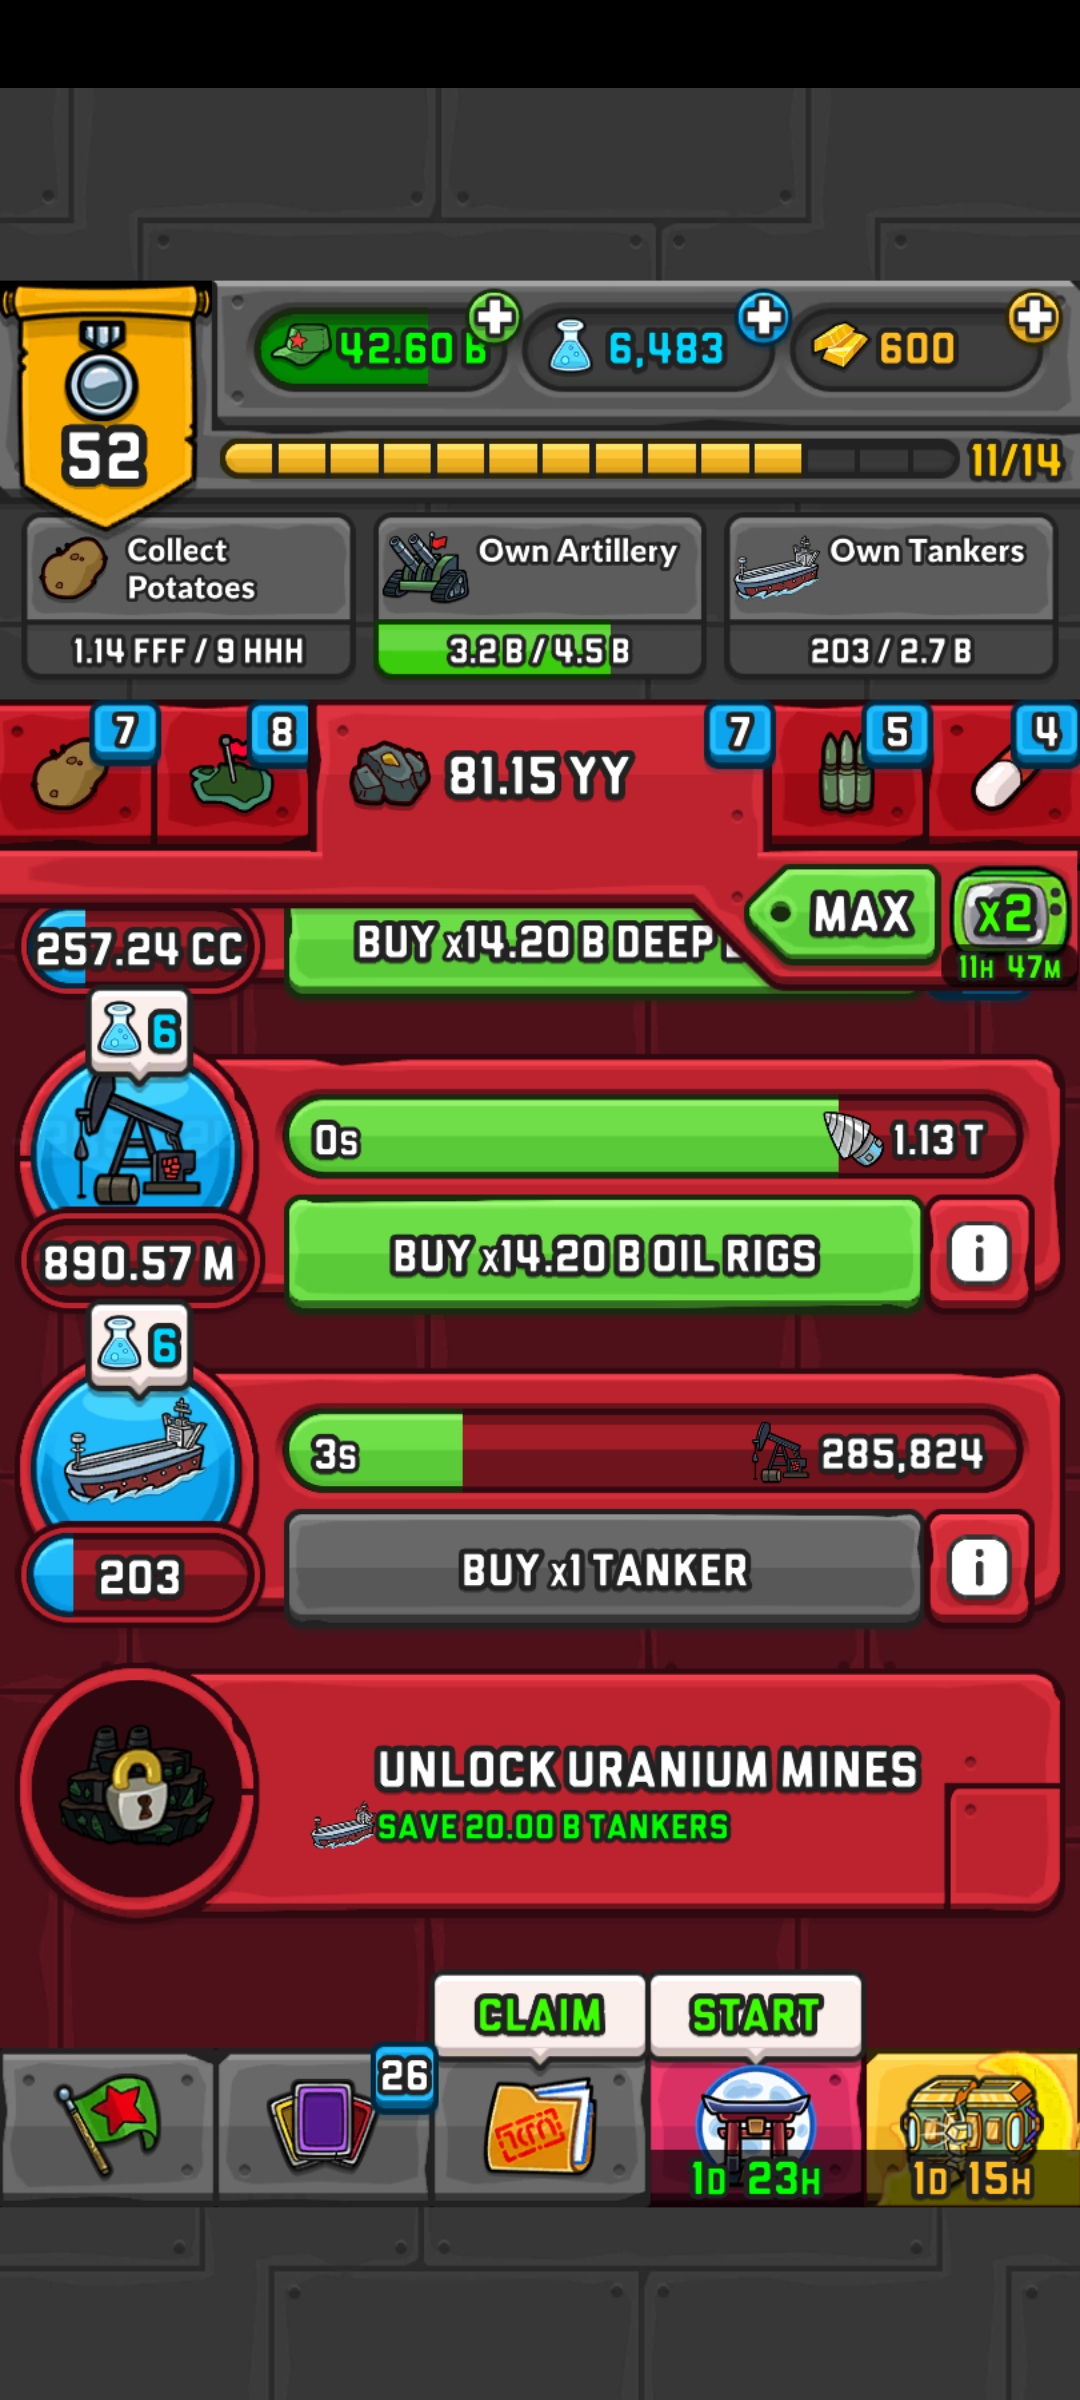 42.60 B
6,483
600
52
11/14
Collect
Potatoes
1.14 FFF / 9 HHH
Own Artillery
3.2 B / 4.5 B
Own Tankers
203 / 2.7 B
7
8
81.15 YY
7
5
4
MAX
x2
11H 47M
257.24 CC
BUY x14.20 B DEEP
6
0s
1.13 T
890.57 M
BUY x14.20 B OIL RIGS
i
6
3s
285,824
203
BUY x1 TANKER
i
UNLOCK URANIUM MINES
SAVE 20.00 B TANKERS
CLAIM
START
26
1D 23H
1D 15H